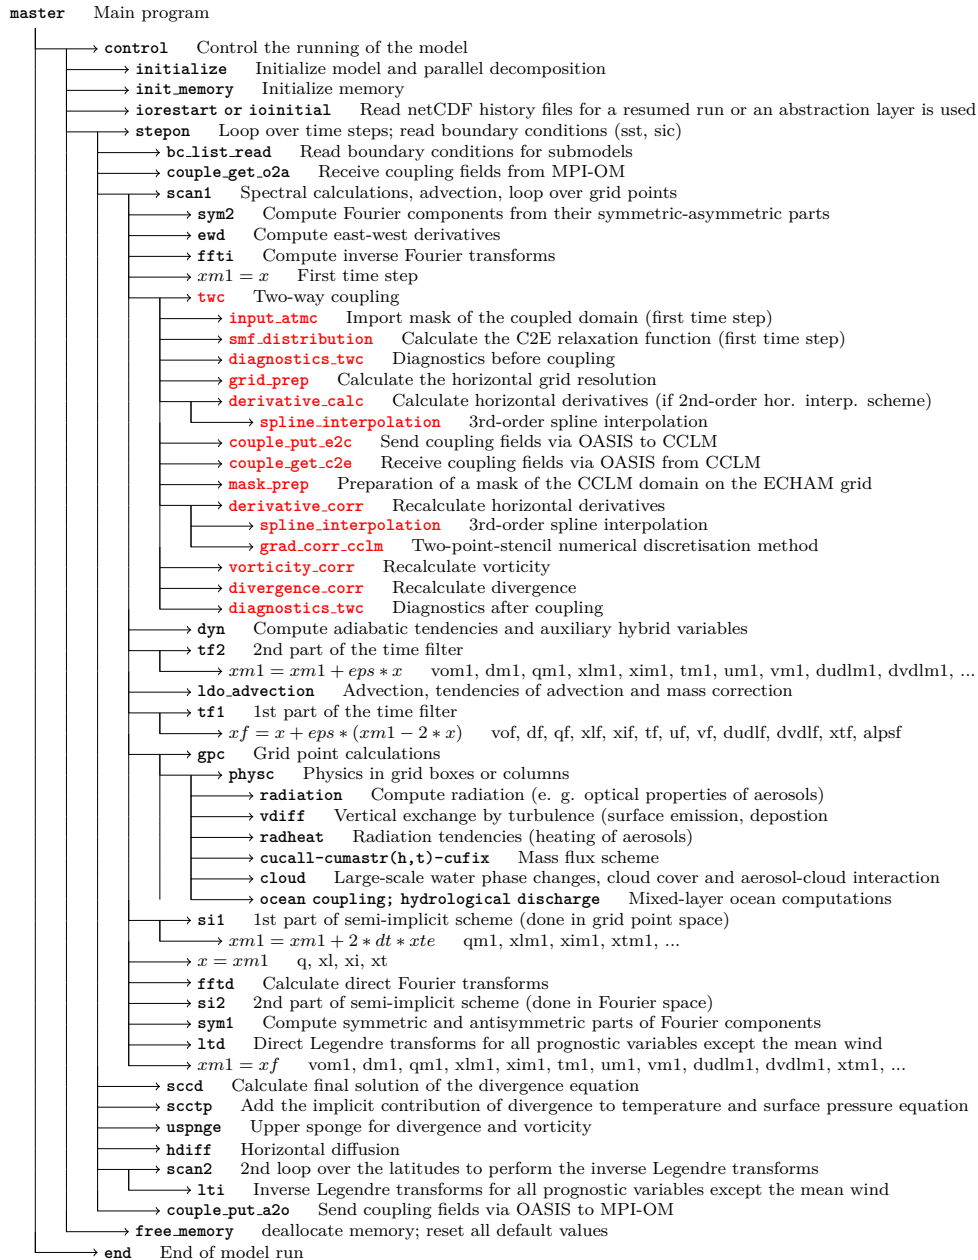 master Main program
control Control the running of the model
initialize Initialize model and parallel decomposition
init_memory Initialize memory
iorestart or ioinitial Read netCDF history files for a resumed run or an abstraction layer is used
stepon Loop over time steps; read boundary conditions (sst, sic)
bc_list_read Read boundary conditions for submodels
couple_get_o2a Receive coupling fields from MPI-OM
scan1 Spectral calculations, advection, loop over grid points
sym2 Compute Fourier components from their symmetric-asymmetric parts
ewd Compute east-west derivatives
ffti Compute inverse Fourier transforms
xm1 = x First time step
twc Two-way coupling
input_atmc Import mask of the coupled domain (first time step)
smf_distribution Calculate the C2E relaxation function (first time step)
diagnostics_twc Diagnostics before coupling
grid_prep Calculate the horizontal grid resolution
derivative_calc Calculate horizontal derivatives (if 2nd-order hor. interp. scheme)
spline_interpolation 3rd-order spline interpolation
couple_put_e2c Send coupling fields via OASIS to CCLM
couple_get_c2e Receive coupling fields via OASIS from CCLM
mask_prep Preparation of a mask of the CCLM domain on the ECHAM grid
derivative_corr Recalculate horizontal derivatives
spline_interpolation 3rd-order spline interpolation
grad_corr_cclm Two-point-stencil numerical discretisation method
vorticity_corr Recalculate vorticity
divergence_corr Recalculate divergence
diagnostics_twc Diagnostics after coupling
dyn Compute adiabatic tendencies and auxiliary hybrid variables
tf2 2nd part of the time filter
xm1 = xm1 + eps * x vom1, dm1, qm1, xlm1, xim1, tm1, um1, vm1, dudlm1, dvdlm1, ...
ldo_advection Advection, tendencies of advection and mass correction
tf1 1st part of the time filter
xf = x + eps * (xm1 − 2 * x) vof, df, qf, xlf, xif, tf, uf, vf, dudlf, dvdlf, xtf, alpsf
gpc Grid point calculations
physc Physics in grid boxes or columns
radiation Compute radiation (e. g. optical properties of aerosols)
vdiff Vertical exchange by turbulence (surface emission, depostion
radheat Radiation tendencies (heating of aerosols)
cucall-cumastr(h,t)-cufix Mass flux scheme
cloud Large-scale water phase changes, cloud cover and aerosol-cloud interaction
ocean coupling; hydrological discharge Mixed-layer ocean computations
si1 1st part of semi-implicit scheme (done in grid point space)
xm1 = xm1 + 2 * dt * xte qm1, xlm1, xim1, xtm1, ...
x = xm1 q, xl, xi, xt
fftd Calculate direct Fourier transforms
si2 2nd part of semi-implicit scheme (done in Fourier space)
sym1 Compute symmetric and antisymmetric parts of Fourier components
ltd Direct Legendre transforms for all prognostic variables except the mean wind
xm1 = xf vom1, dm1, qm1, xlm1, xim1, tm1, um1, vm1, dudlm1, dvdlm1, xtm1, ...
sccd Calculate final solution of the divergence equation
scctp Add the implicit contribution of divergence to temperature and surface pressure equation
uspnge Upper sponge for divergence and vorticity
hdiff Horizontal diffusion
scan2 2nd loop over the latitudes to perform the inverse Legendre transforms
lti Inverse Legendre transforms for all prognostic variables except the mean wind
couple_put_a2o Send coupling fields via OASIS to MPI-OM
free_memory deallocate memory; reset all default values
end End of model run